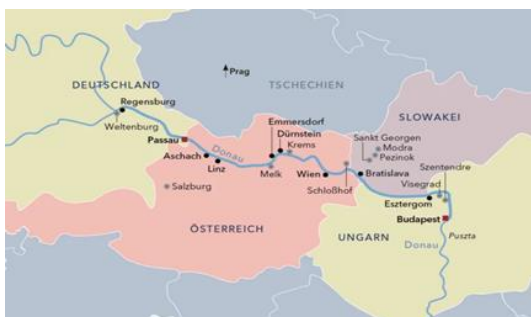 Prag
DEUTSCHLAND
TSCHECHIEN
Regensburg
Weltenburg
Emmersdorf
Dürnstein
Krems
SLOWAKEI
Sankt Georgen
Modra
Pezinok
Passau
Donau
Aschach
Linz
Melk
Wien
Schloßhof
Bratislava
Szentendre
Visegrad
Salzburg
Esztergom
Budapest
ÖSTERREICH
UNGARN
Donau
Puszta